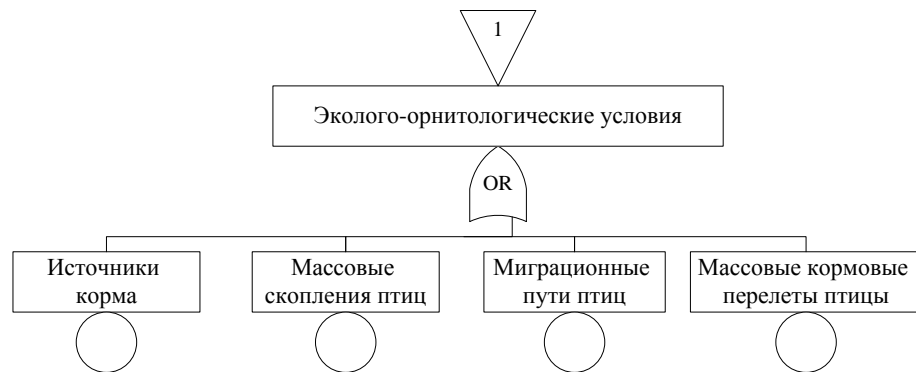 1
Эколого-орнитологические условия
OR
Источники
корма
Массовые
скопления птиц
Миграционные
пути птиц
Массовые кормовые
перелеты птицы